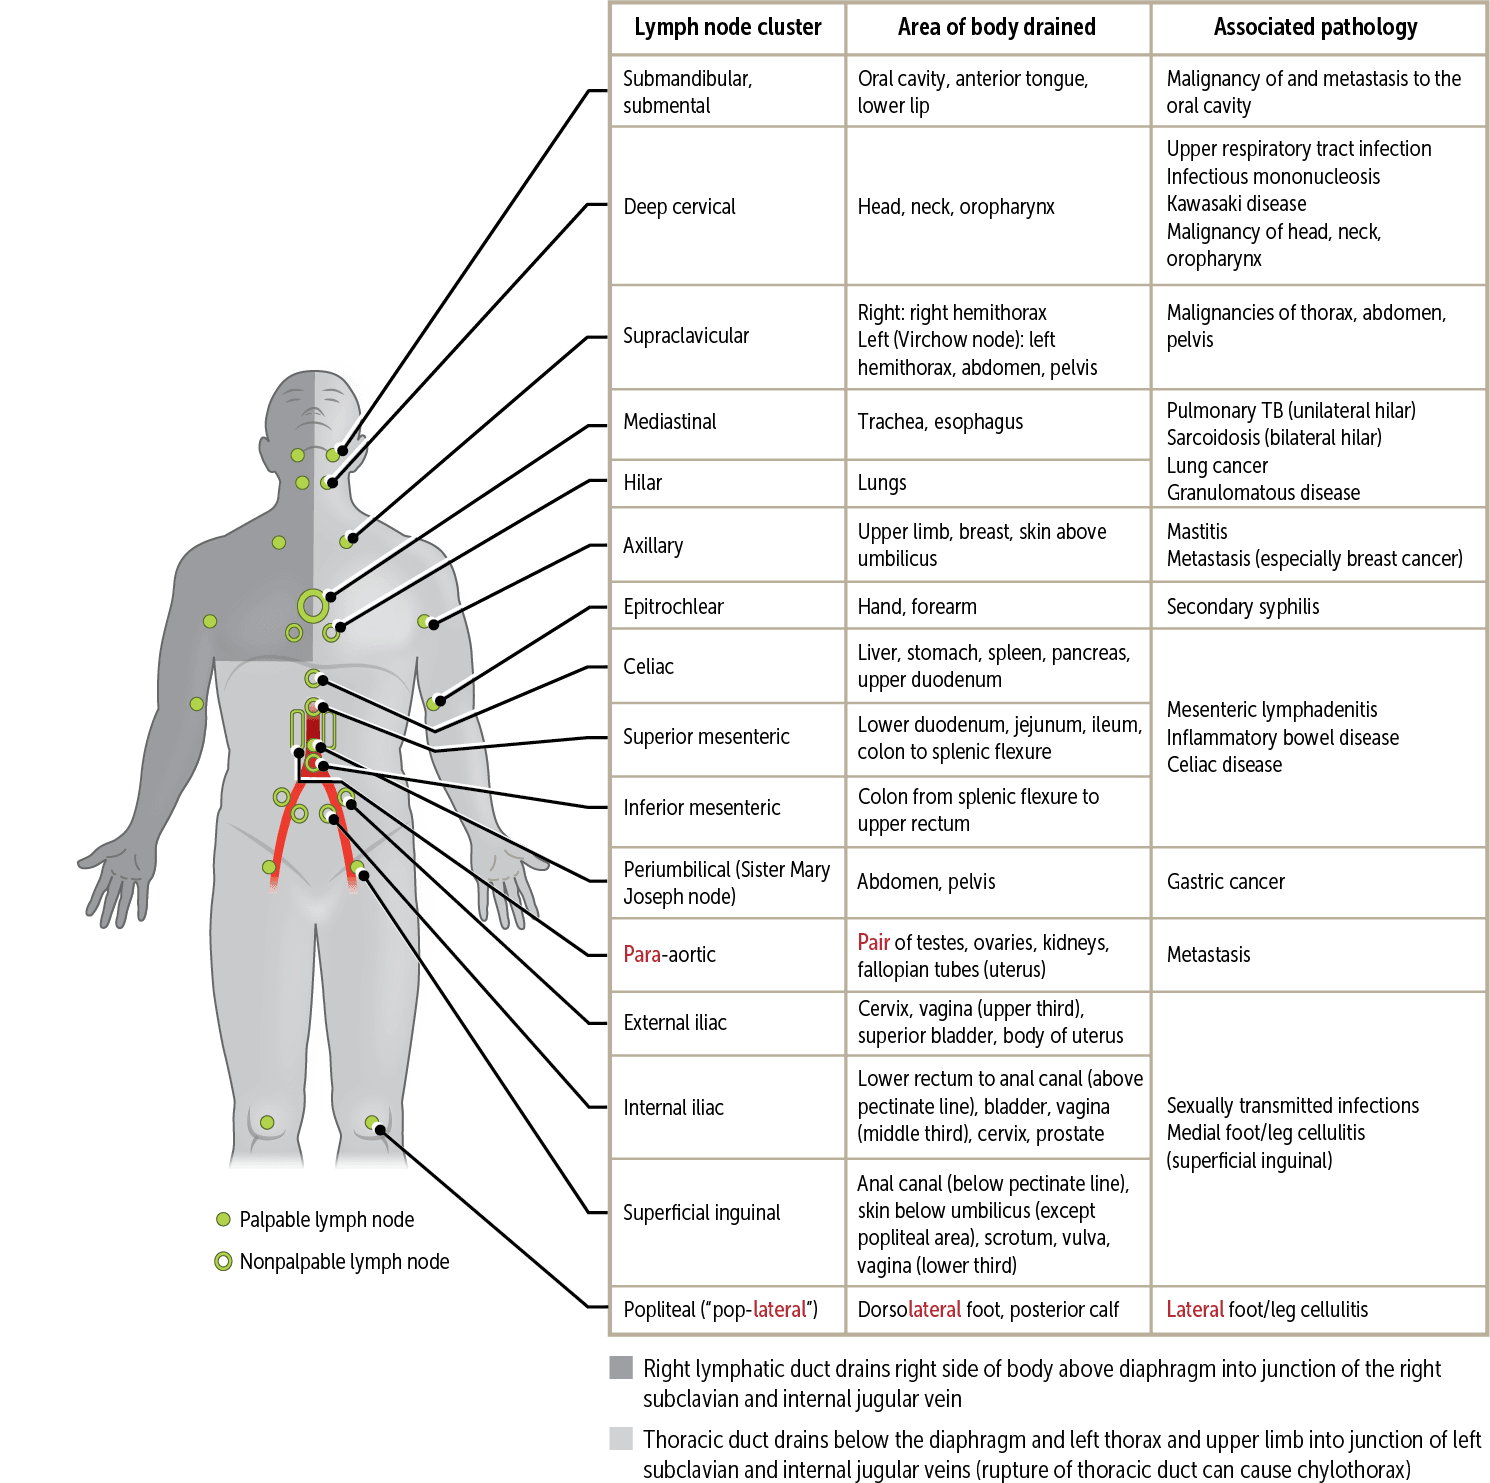 Lymph node cluster
Area of body drained
Associated pathology
Submandibular,
submental
Oral cavity, anterior tongue,
lower lip
Malignancy of and metastasis to the
oral cavity
Deep cervical
Head, neck, oropharynx
Upper respiratory tract infection
Infectious mononucleosis
Kawasaki disease
Malignancy of head, neck,
oropharynx
Supraclavicular
Right: right hemithorax
Left (Virchow node): left
hemithorax, abdomen, pelvis
Malignancies of thorax, abdomen,
pelvis
Mediastinal
Trachea, esophagus
Pulmonary TB (unilateral hilar)
Sarcoidosis (bilateral hilar)
Lung cancer
Granulomatous disease
Hilar
Lungs
Axillary
Upper limb, breast, skin above
umbilicus
Mastitis
Metastasis (especially breast cancer)
Epitrochlear
Hand, forearm
Secondary syphilis
Celiac
Liver, stomach, spleen, pancreas,
upper duodenum
Mesenteric lymphadenitis
Inflammatory bowel disease
Celiac disease
Superior mesenteric
Lower duodenum, jejunum, ileum,
colon to splenic flexure
Inferior mesenteric
Colon from splenic flexure to
upper rectum
Periumbilical (Sister Mary
Joseph node)
Abdomen, pelvis
Gastric cancer
Para-aortic
Pair of testes, ovaries, kidneys,
fallopian tubes (uterus)
Metastasis
External iliac
Cervix, vagina (upper third),
superior bladder, body of uterus
Sexually transmitted infections
Medial foot/leg cellulitis
(superficial inguinal)
Internal iliac
Lower rectum to anal canal (above
pectinate line), bladder, vagina
(middle third), cervix, prostate
Superficial inguinal
Anal canal (below pectinate line),
skin below umbilicus (except
popliteal area), scrotum, vulva,
vagina (lower third)
Popliteal (“pop-lateral”)
Dorsolateral foot, posterior calf
Lateral foot/leg cellulitis
Palpable lymph node
Nonpalpable lymph node
Right lymphatic duct drains right side of body above diaphragm into junction of the right
subclavian and internal jugular vein
Thoracic duct drains below the diaphragm and left thorax and upper limb into junction of left
subclavian and internal jugular veins (rupture of thoracic duct can cause chylothorax)